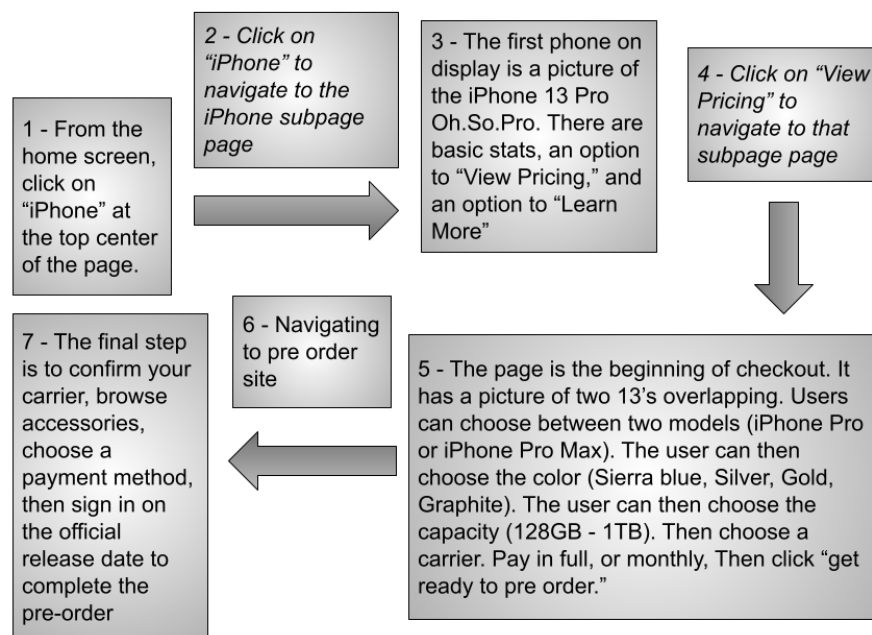 1 - From the
home screen,
click on
“iPhone” at
the top center
of the page.
2 - Click on
“iPhone” to
navigate to the
iPhone subpage
page
3 - The first phone on
display is a picture of
the iPhone 13 Pro
Oh.So.Pro. There are
basic stats, an option
to “View Pricing,” and
an option to “Learn
More”
4 - Click on “View
Pricing” to
navigate to that
subpage page
5 - The page is the beginning of checkout. It
has a picture of two 13’s overlapping. Users
can choose between two models (iPhone Pro
or iPhone Pro Max). The user can then
choose the color (Sierra blue, Silver, Gold,
Graphite). The user can then choose the
capacity (128GB - 1TB). Then choose a
carrier. Pay in full, or monthly, Then click “get
ready to pre order.”
6 - Navigating
to pre order
site
7 - The final step
is to confirm your
carrier, browse
accessories,
choose a
payment method,
then sign in on
the official
release date to
complete the
pre-order